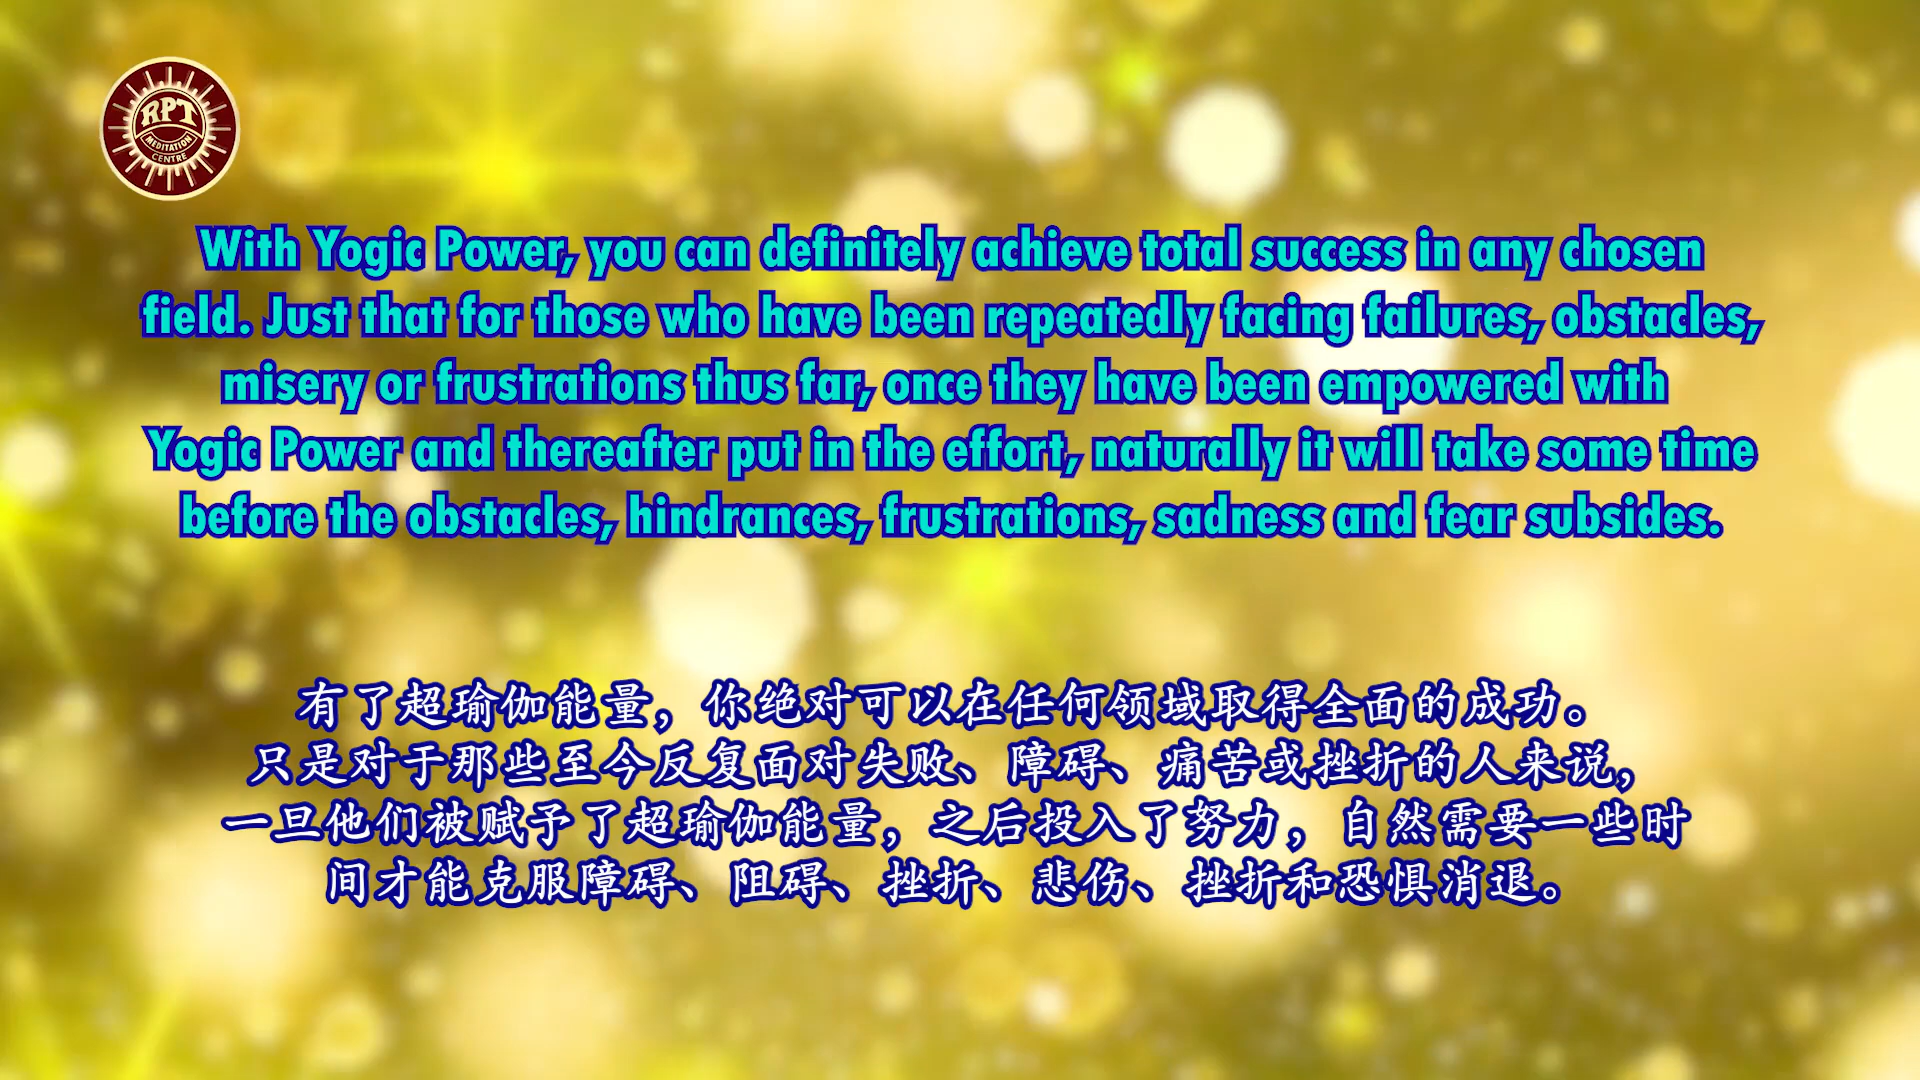 RPT
MEDITATION
CENTRE
With Yogic Power, you can definitely achieve total success in any chosen
field. Just that for those who have been repeatedly facing failures, obstacles,
misery or frustrations thus far, once they have been empowered with
Yogic Power and thereafter put in the effort, naturally it will take some time
before the obstacles, hindrances, frustrations, sadness and fear subsides.
有了超瑜伽能量，你绝对可以在任何领域取得全面的成功。
只是对于那些至今反复面对失败、障碍、痛苦或挫折的人来说，
一旦他们被赋予了超瑜伽能量，之后投入了努力，自然需要一些时
间才能克服障碍、阻碍、挫折、悲伤、挫折和恐惧消退。